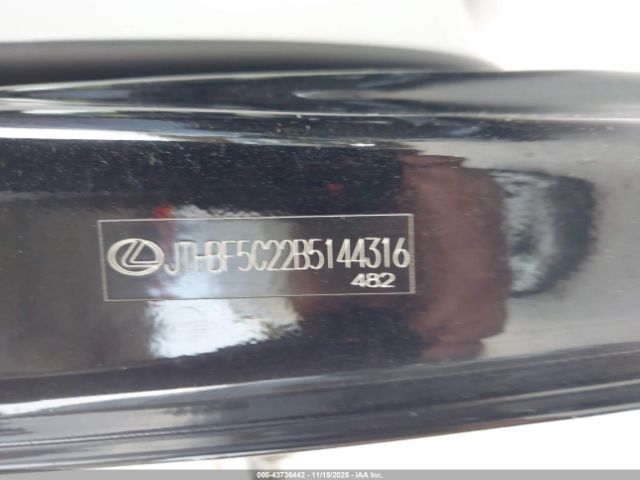 JTHBF5C22B5144316
482
000-43736442 - 11/19/2025 - IAA Inc.